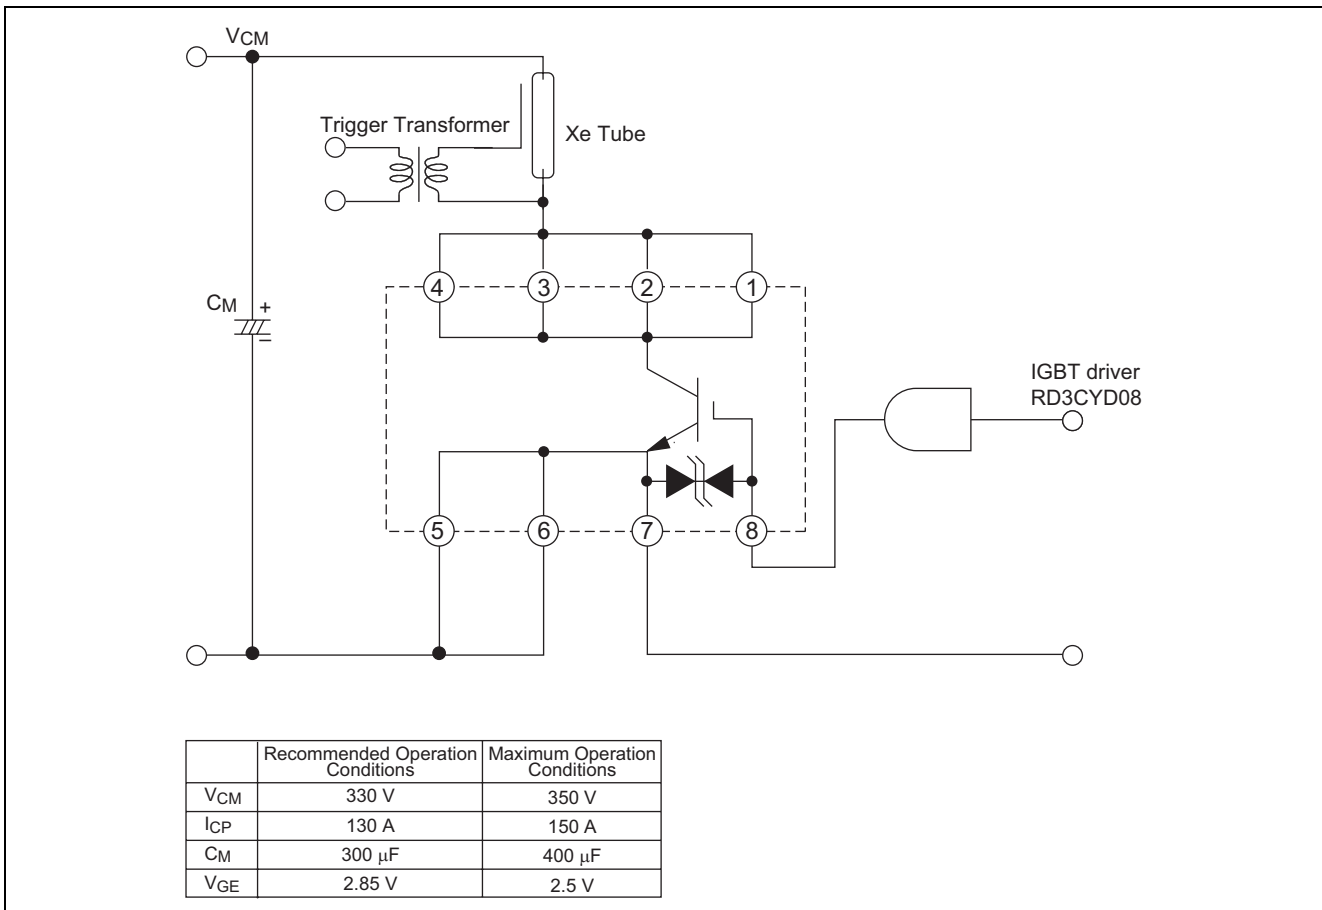 VCM
Trigger Transformer
Xe Tube
4 3 2 1
CM
+
−
IGBT driver
RD3CYD08
5 6 7 8
Recommended Operation Conditions
Maximum Operation Conditions
VCM 330 V 350 V
ICP 130 A 150 A
CM 300 μF 400 μF
VGE 2.85 V 2.5 V